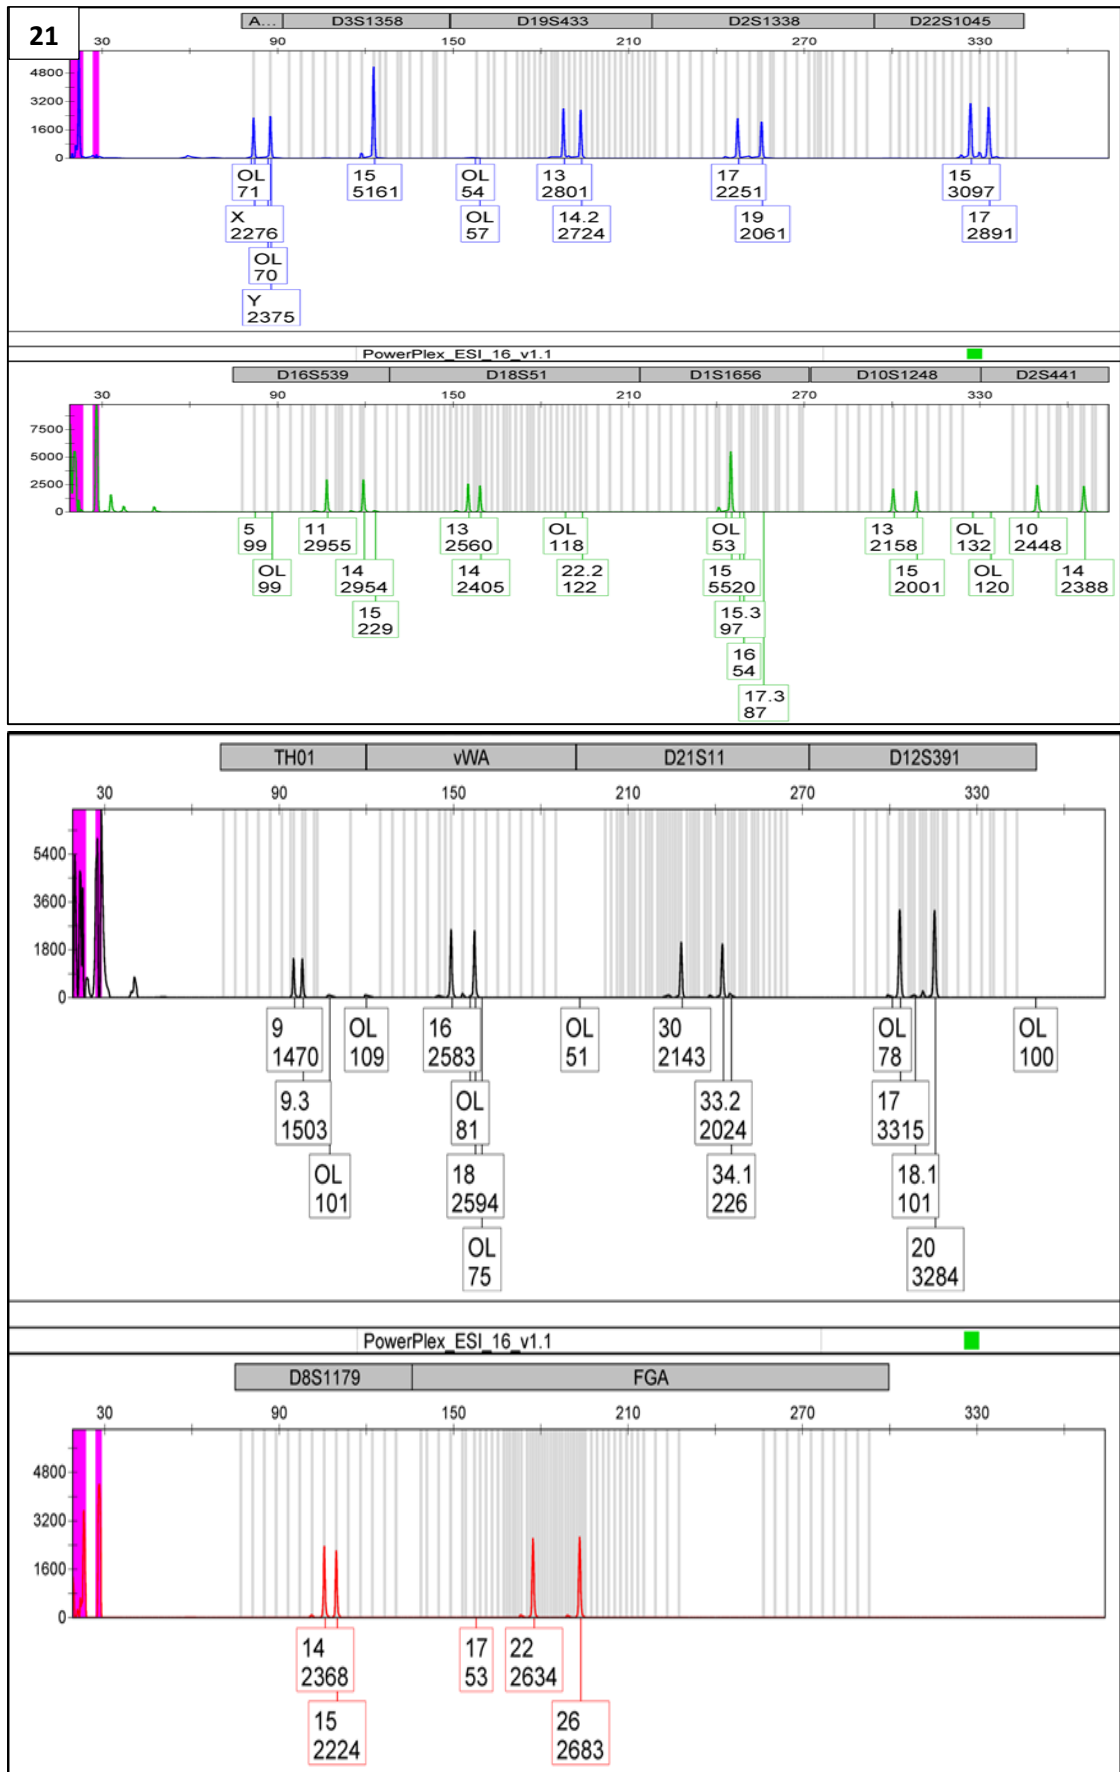 21
A... D3S1358 D19S433 D2S1338 D22S1045
30 90 150 210 270 330
4800
3200
1600
0
OL 15 OL 13 17 15
71 5161 54 2801 2251 3097
X OL 14.2 19 17
2276 57 2724 2061 2891
OL
70
Y
2375
PowerPlex_ESI_16_v1.1
D16S539 D18S51 D1S1656 D10S1248 D2S441
30 90 150 210 270 330
7500
5000
2500
0
5 11 13 OL OL 13 OL 10
99 2955 2560 118 53 2158 132 2448
OL 14 14 22.2 15 15 OL 14
99 2954 2405 122 5520 2001 120 2388
15 15.3
229 97
16
54
17.3
87
TH01 vWA D21S11 D12S391
30 90 150 210 270 330
5400
3600
1800
0
9 OL 16 OL 30 OL OL
1470 109 2583 51 2143 78 100
9.3 OL 33.2 17
1503 81 2024 3315
OL 18 34.1 18.1
101 2594 226 101
OL 20
75 3284
PowerPlex_ESI_16_v1.1
D8S1179 FGA
30 90 150 210 270 330
4800
3200
1600
0
14 17 22
2368 53 2634
15 26
2224 2683